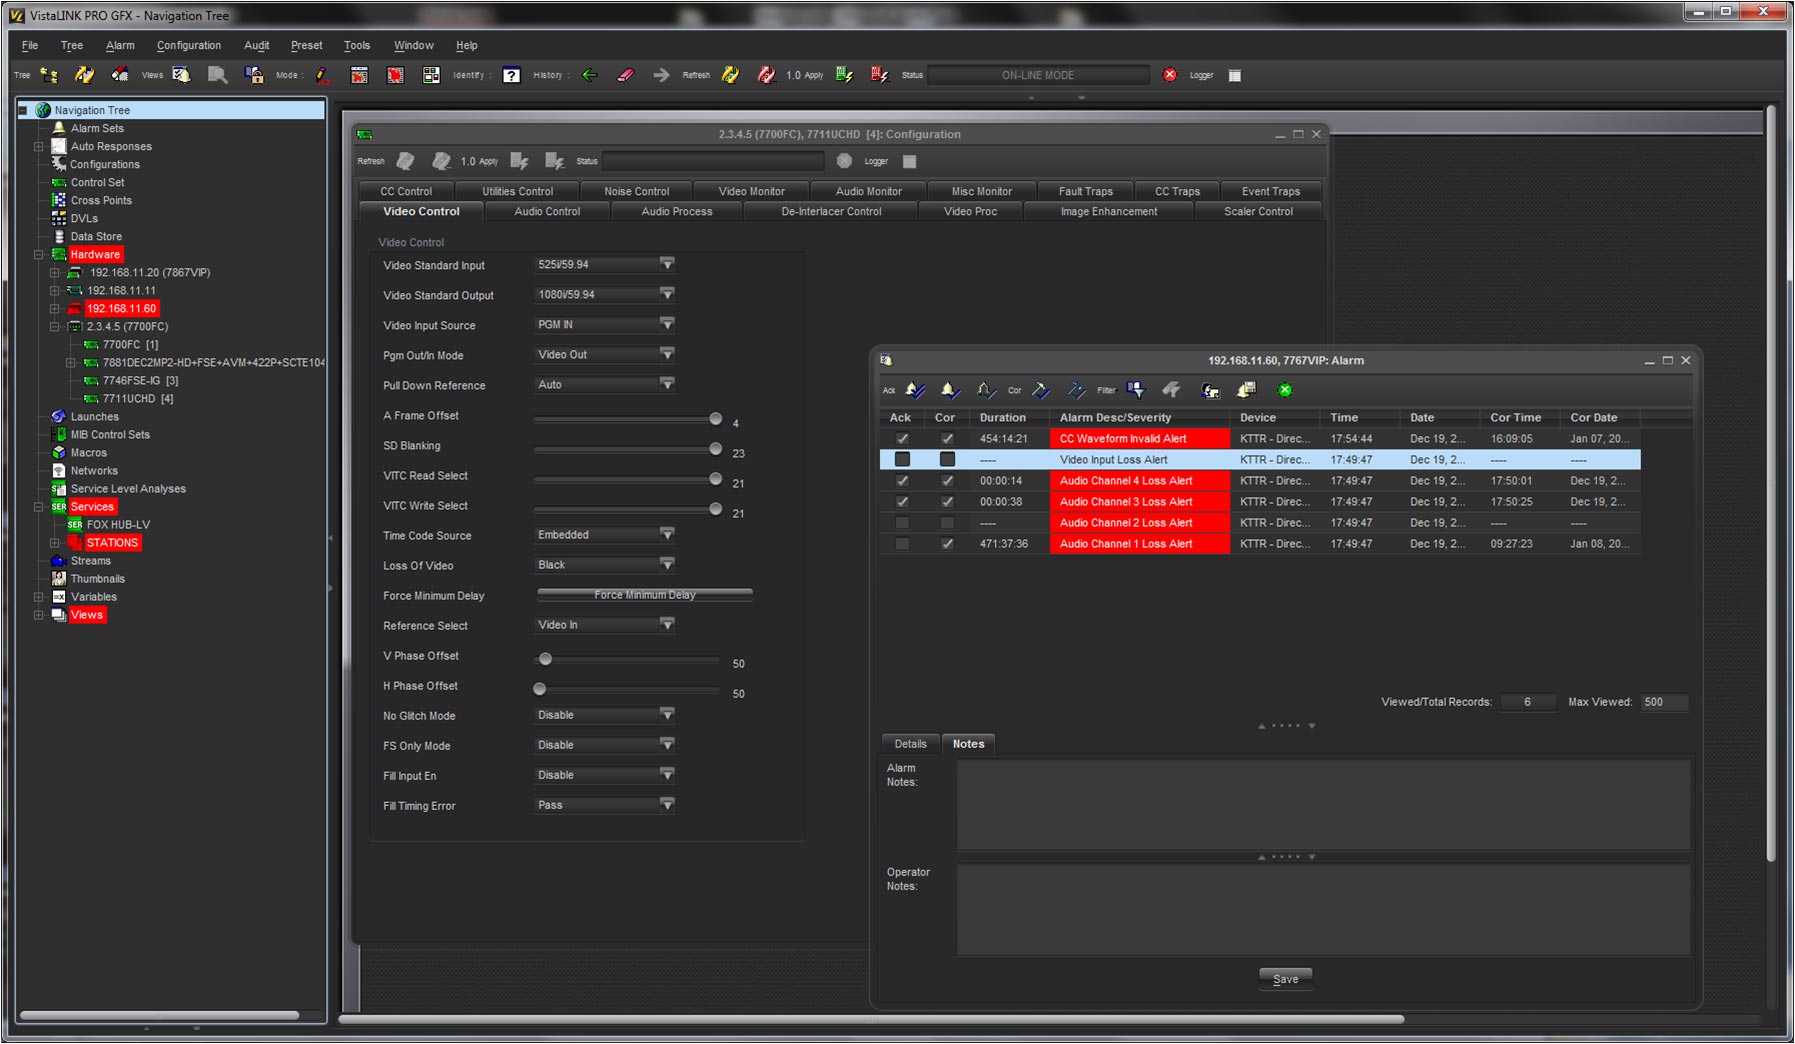 VistaLINK PRO GFX - Navigation Tree
File Tree Alarm Configuration Audit Preset Tools Window Help
Tree Views Mode : Identify : History : Refresh 1.0 Apply Status ON-LINE MODE Logger
Navigation Tree
Alarm Sets
Auto Responses
Configurations
Control Set
Cross Points
DVLs
Data Store
Hardware
192.168.11.20 (7867VIP)
192.168.11.11
192.168.11.60
2.3.4.5 (7700FC)
7700FC [1]
7881DEC2MP2-HD+FSE+AVM+422P+SCTE104
7746FSE-IG [3]
7711UCHD [4]
Launches
MIB Control Sets
Macros
Networks
Service Level Analyses
SER Services
SER FOX HUB-LV
STATIONS
Streams
Thumbnails
=X Variables
Views
2.3.4.5 (7700FC), 7711UCHD [4]: Configuration
Refresh 1.0 Apply Status Logger
CC Control Utilities Control Noise Control Video Monitor Audio Monitor Misc Monitor Fault Traps CC Traps Event Traps
Video Control Audio Control Audio Process De-Interlacer Control Video Proc Image Enhancement Scaler Control
Video Control
Video Standard Input 525i/59.94
Video Standard Output 1080i/59.94
Video Input Source PGM IN
Pgm Out/In Mode Video Out
Pull Down Reference Auto
A Frame Offset 4
SD Blanking 23
VITC Read Select 21
VITC Write Select 21
Time Code Source Embedded
Loss Of Video Black
Force Minimum Delay Force Minimum Delay
Reference Select Video In
V Phase Offset 50
H Phase Offset 50
No Glitch Mode Disable
FS Only Mode Disable
Fill Input En Disable
Fill Timing Error Pass
192.168.11.60, 7767VIP: Alarm
Ack Cor Filter
Ack Cor Duration Alarm Desc/Severity Device Time Date Cor Time Cor Date
454:14:21 CC Waveform Invalid Alert KTTR - Direc... 17:54:44 Dec 19, 2... 16:09:05 Jan 07, 20...
---- Video Input Loss Alert KTTR - Direc... 17:49:47 Dec 19, 2... ---- ----
00:00:14 Audio Channel 4 Loss Alert KTTR - Direc... 17:49:47 Dec 19, 2... 17:50:01 Dec 19, 2...
00:00:38 Audio Channel 3 Loss Alert KTTR - Direc... 17:49:47 Dec 19, 2... 17:50:25 Dec 19, 2...
---- Audio Channel 2 Loss Alert KTTR - Direc... 17:49:47 Dec 19, 2... ---- ----
471:37:36 Audio Channel 1 Loss Alert KTTR - Direc... 17:49:47 Dec 19, 2... 09:27:23 Jan 08, 20...
Viewed/Total Records: 6 Max Viewed: 500
Details Notes
Alarm
Notes:
Operator
Notes:
Save